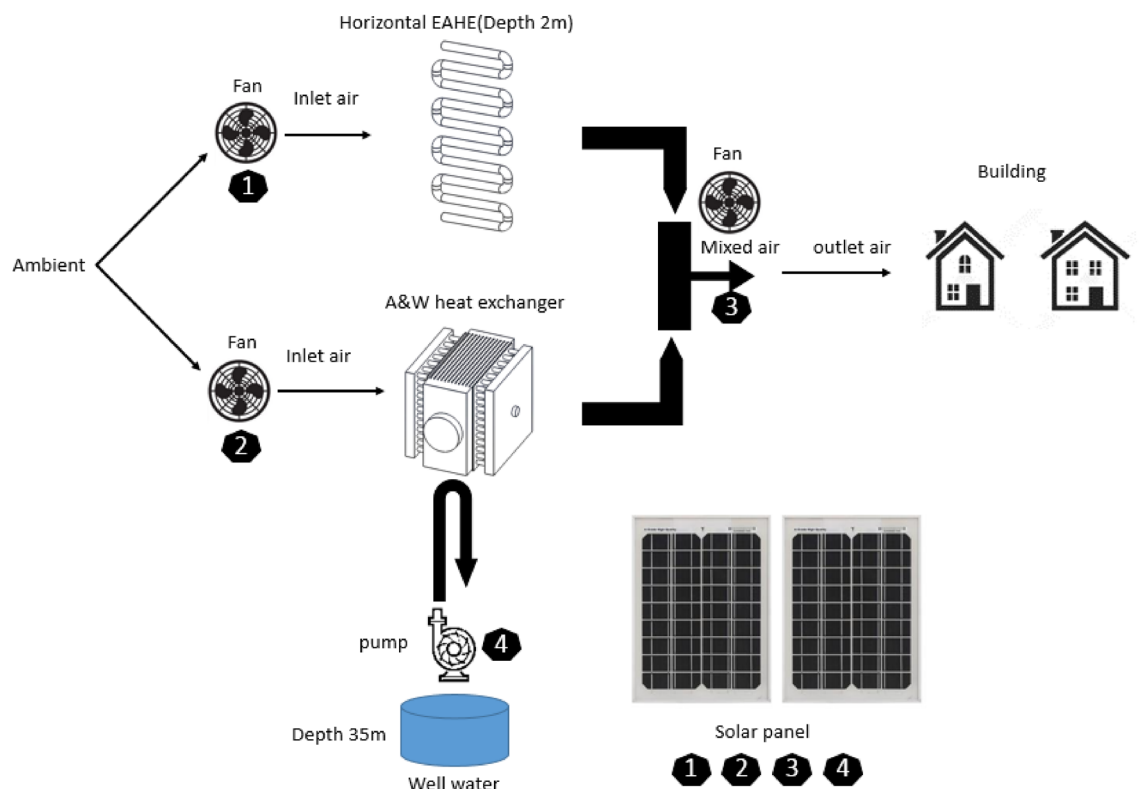 Horizontal EAHE(Depth 2m)
Fan
Inlet air
1
Fan
Building
Ambient
Mixed air
outlet air
3
A&W heat exchanger
Fan
Inlet air
2
pump
4
Depth 35m
Well water
Solar panel
1 2 3 4